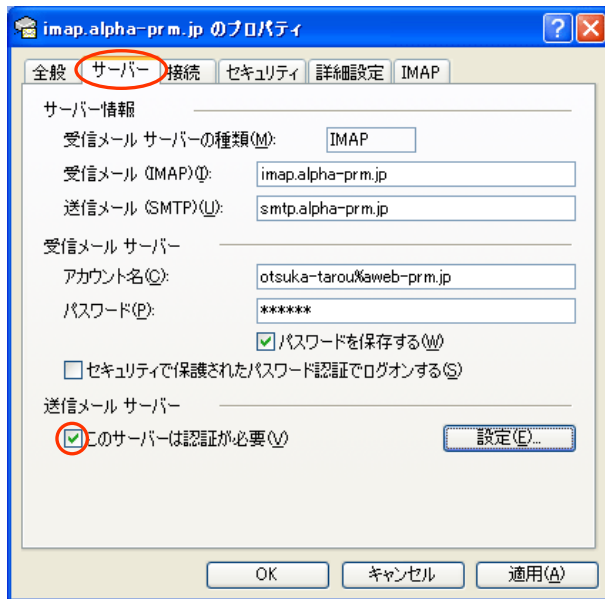 imap.alpha-prm.jp のプロパティ
全般 サーバー 接続 セキュリティ 詳細設定 IMAP
サーバー情報
受信メール サーバーの種類(M): IMAP
受信メール (IMAP)(I): imap.alpha-prm.jp
送信メール (SMTP)(U): smtp.alpha-prm.jp
受信メール サーバー
アカウント名(C): otsuka-tarou%aweb-prm.jp
パスワード(P): ******
パスワードを保存する(W)
セキュリティで保護されたパスワード認証でログオンする(S)
送信メール サーバー
このサーバーは認証が必要(V) 設定(E)...
OK キャンセル 適用(A)